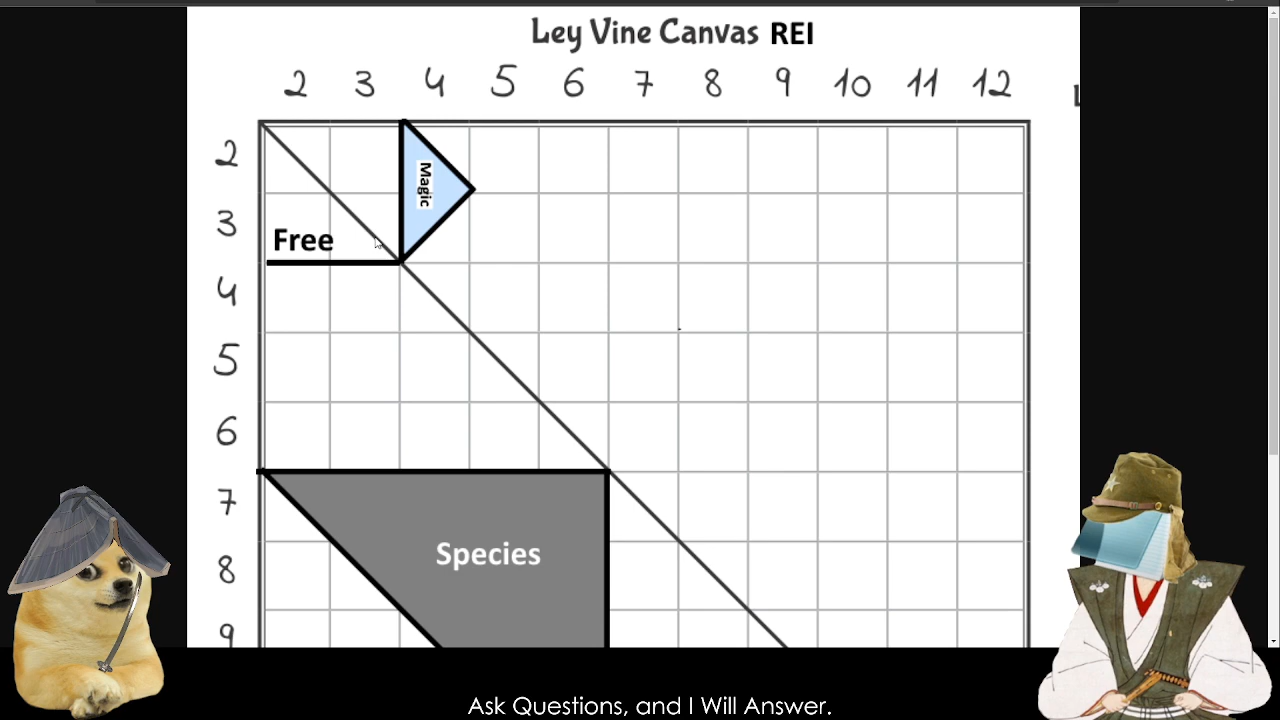 Ley Vine Canvas REI
2 3 4 5 6 7 8 9 10 11 12
2
Magic
3
Free
4
5
6
7
Species
8
9
Ask Questions, and I Will Answer.